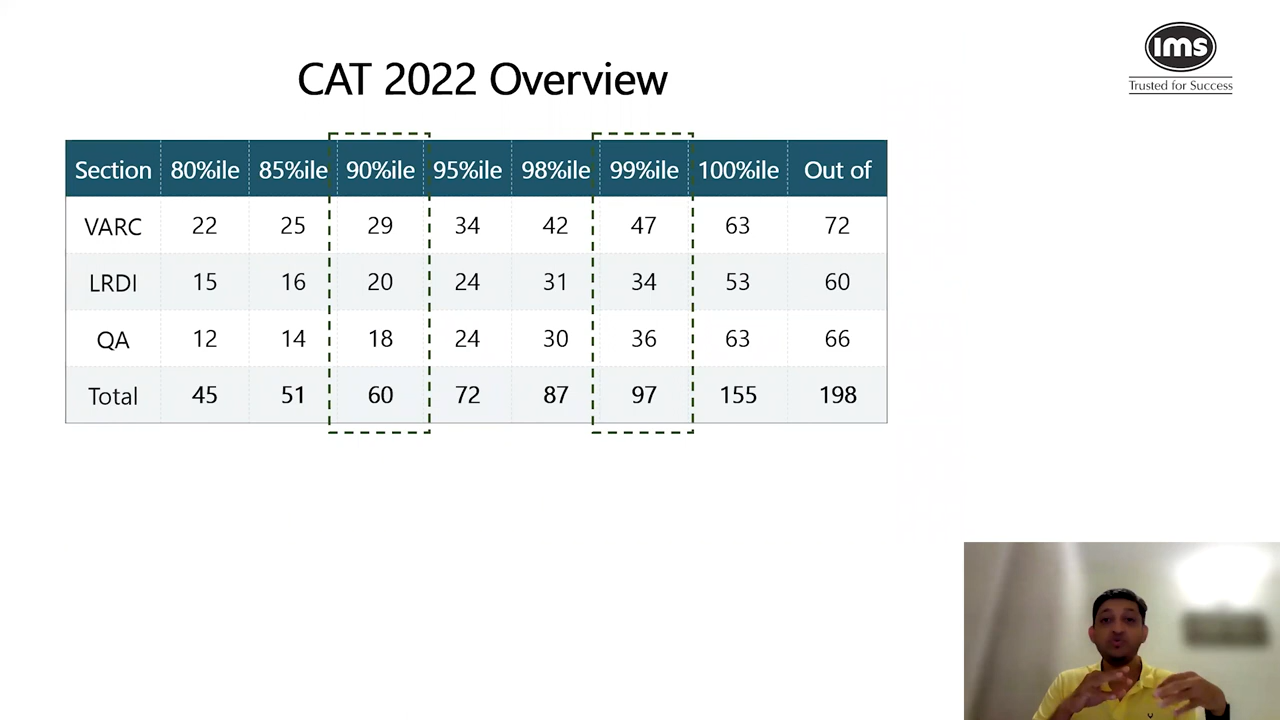 ims
Trusted for Success
CAT 2022 Overview
Section 80%ile 85%ile 90%ile 95%ile 98%ile 99%ile 100%ile Out of
VARC 22 25 29 34 42 47 63 72
LRDI 15 16 20 24 31 34 53 60
QA 12 14 18 24 30 36 63 66
Total 45 51 60 72 87 97 155 198